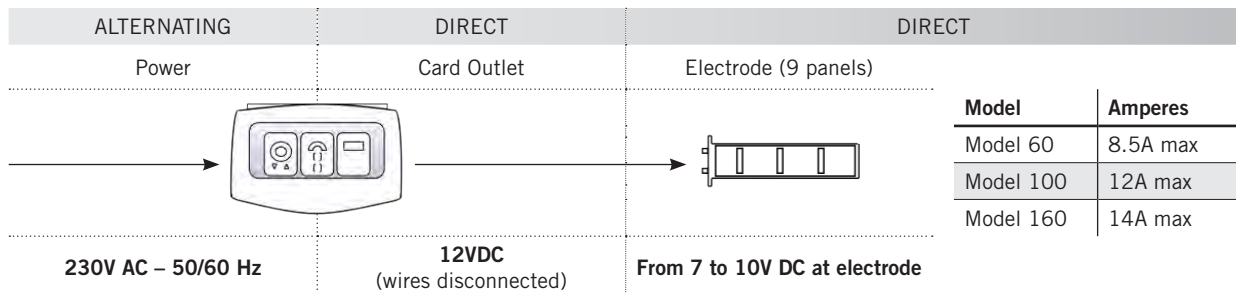 ALTERNATING DIRECT DIRECT
Power Card Outlet Electrode (9 panels)
Model Amperes
Model 60 8.5A max
Model 100 12A max
Model 160 14A max
230V AC – 50/60 Hz 12VDC From 7 to 10V DC at electrode
(wires disconnected)